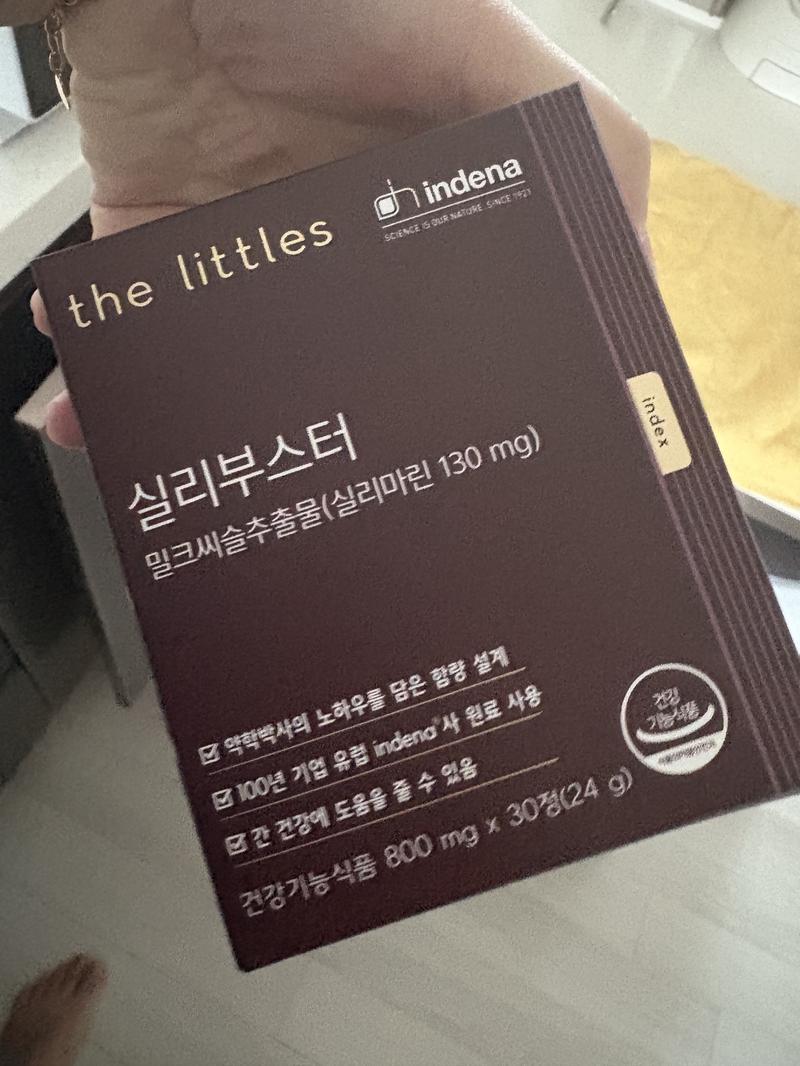 the littles
indena
SCIENCE IS OUR NATURE. SINCE 1921
index
실리부스터
밀크씨슬추출물(실리마린 130 mg)
약학박사의 노하우를 담은 함량 설계
100년 기업 유럽 indena®사 원료 사용
간 건강에 도움을 줄 수 있음
건강
기능식품
건강기능식품 800 mg x 30정(24 g)